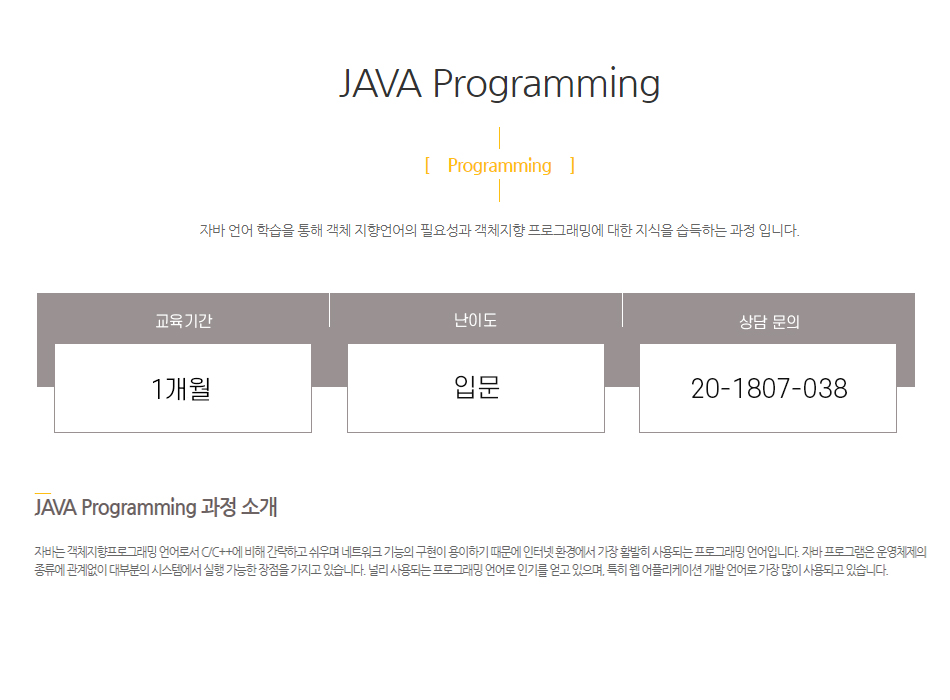 JAVA Programming
[ Programming ]
자바 언어 학습을 통해 객체 지향언어의 필요성과 객체지향 프로그래밍에 대한 지식을 습득하는 과정 입니다.
교육기간 난이도 상담 문의
1개월 입문 20-1807-038
JAVA Programming 과정 소개
자바는 객체지향프로그래밍 언어로서 C/C++에 비해 간략하고 쉬우며 네트워크 기능의 구현이 용이하기 때문에 인터넷 환경에서 가장 활발히 사용되는 프로그래밍 언어입니다. 자바 프로그램은 운영체제의
종류에 관계없이 대부분의 시스템에서 실행 가능한 장점을 가지고 있습니다. 널리 사용되는 프로그래밍 언어로 인기를 얻고 있으며, 특히 웹 어플리케이션 개발 언어로 가장 많이 사용되고 있습니다.